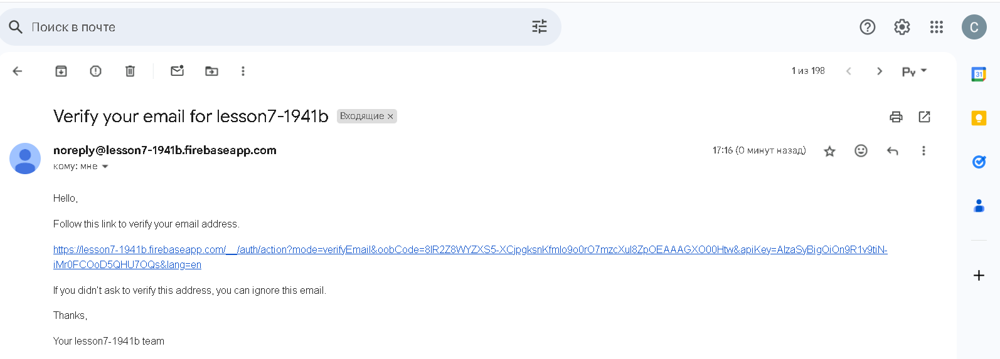 Поиск в почте
C
1 из 198
Ру
31
Verify your email for lesson7-1941b Входящие ×
noreply@lesson7-1941b.firebaseapp.com 17:16 (0 минут назад)
кому: мне
Hello,
Follow this link to verify your email address.
https://lesson7-1941b.firebaseapp.com/__/auth/action?mode=verifyEmail&oobCode=8IR2Z8WYZXS5-XCjpgksnKfmlo9o0rO7mzcXuI8ZpOEAAAGXO00Htw&apiKey=AIzaSyBigOiOn9R1v9tiN-
iMr0FCOoD5QHU7OQs&lang=en
If you didn't ask to verify this address, you can ignore this email.
Thanks,
Your lesson7-1941b team